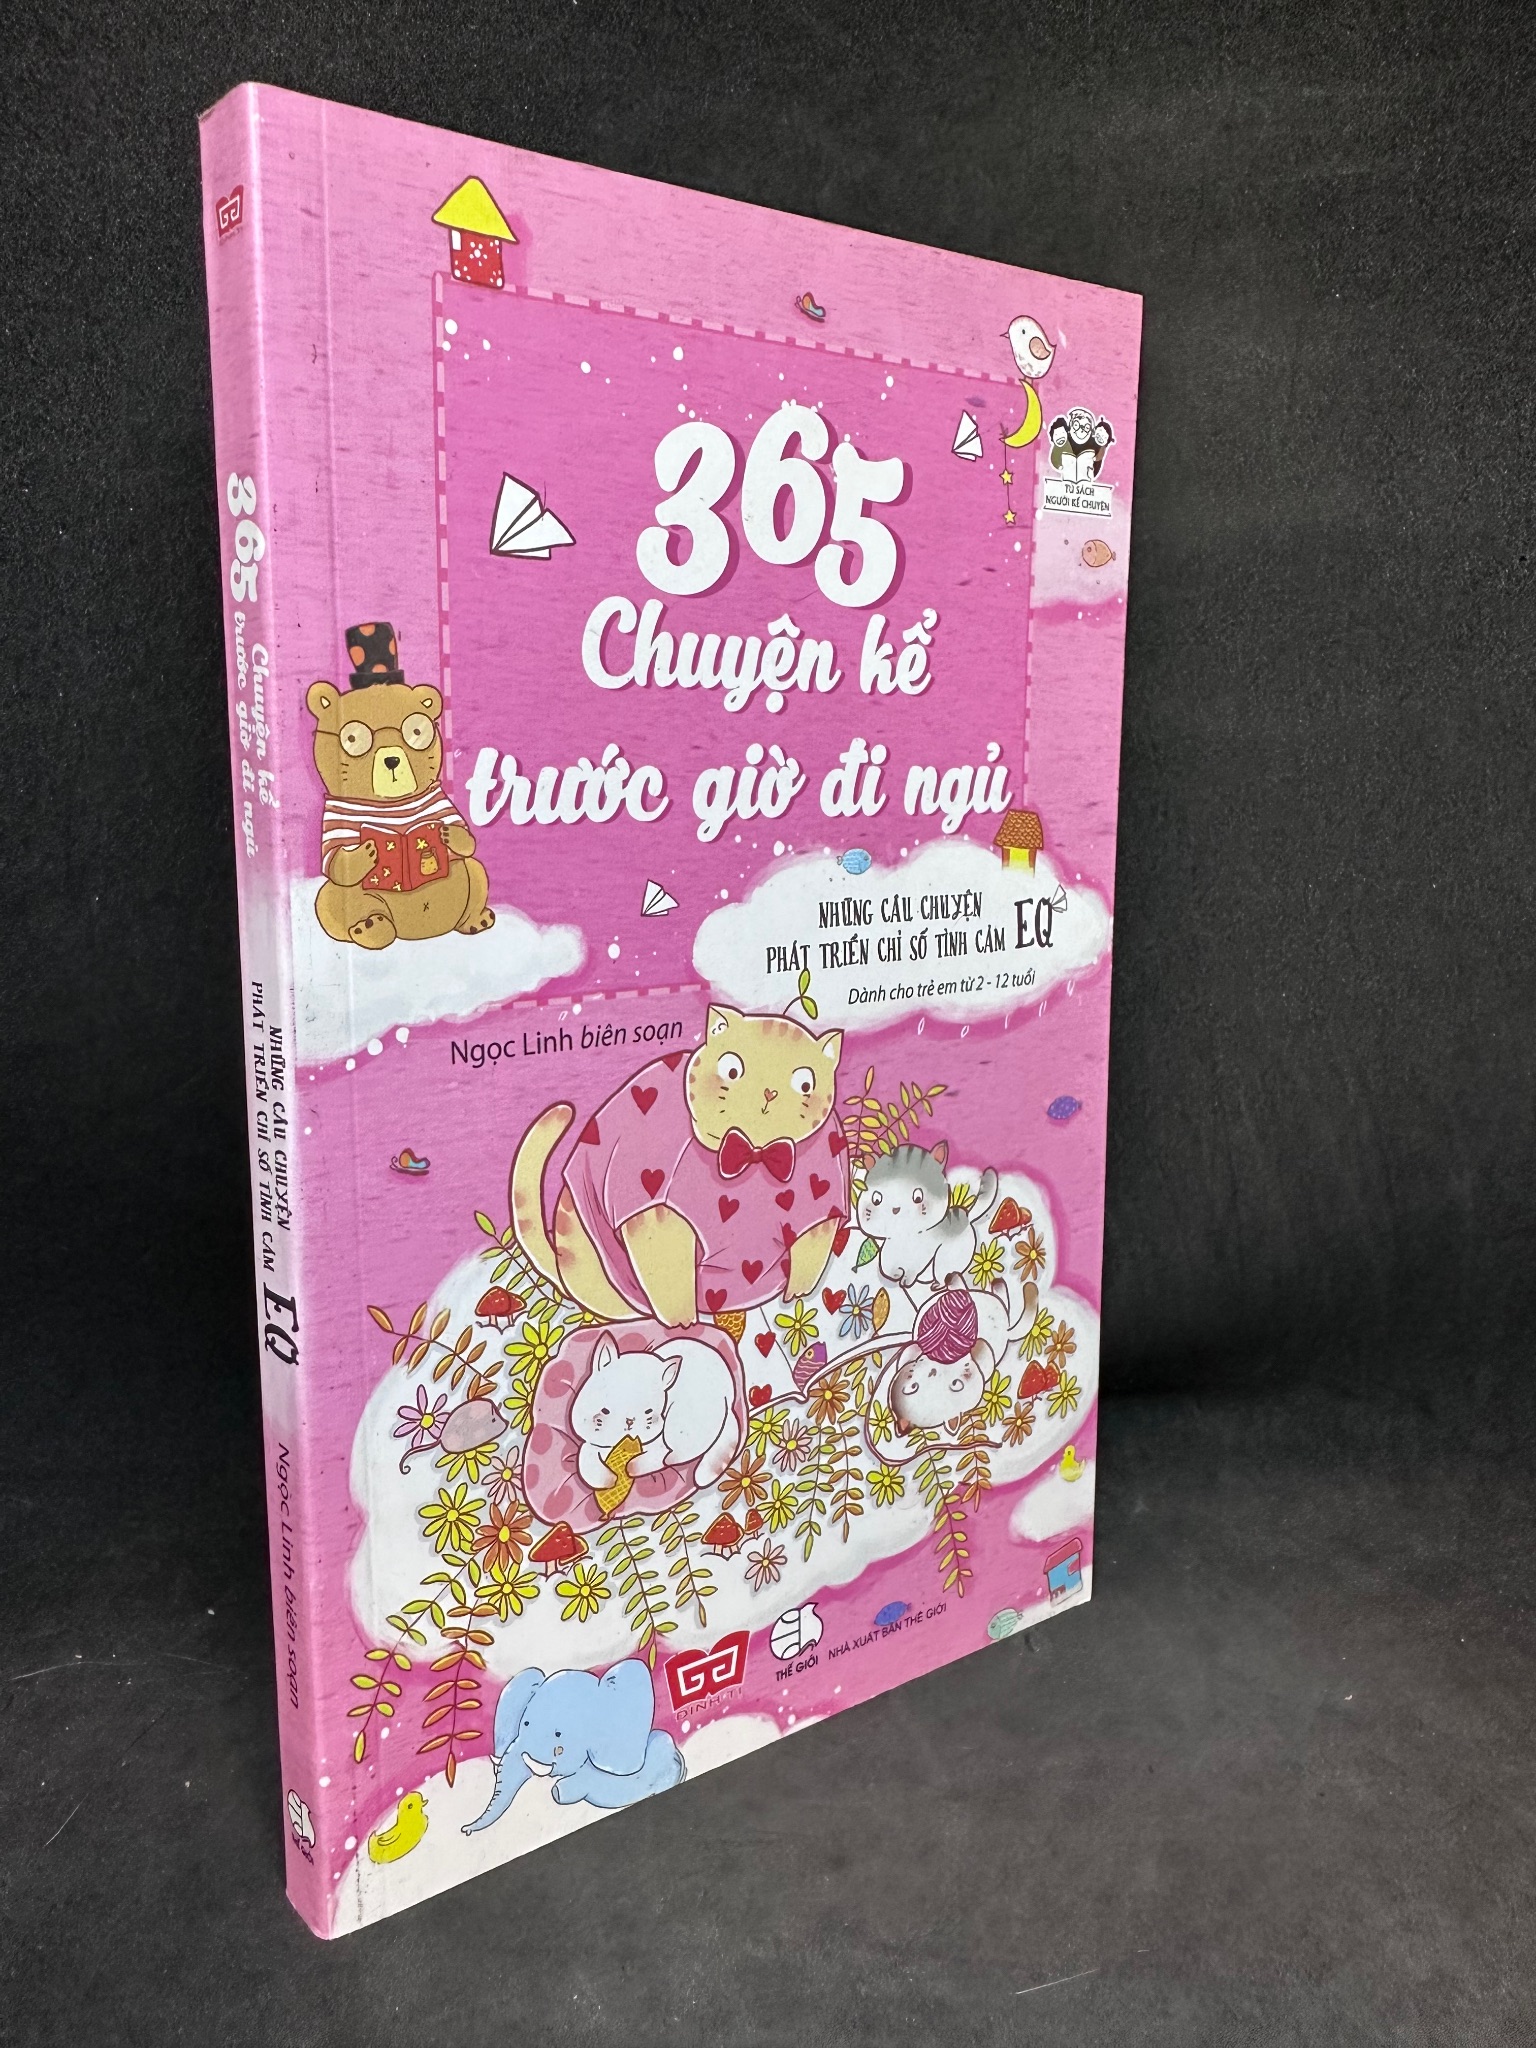 365
Chuyện kể
trước giờ đi ngủ
TỦ SÁCH
NGƯỜI KỂ CHUYỆN
NHỮNG CÂU CHUYỆN
PHÁT TRIỂN CHỈ SỐ TÌNH CẢM EQ
Dành cho trẻ em từ 2 - 12 tuổi
Ngọc Linh biên soạn
ĐINH TỊ
THẾ GIỚI
NHÀ XUẤT BẢN THẾ GIỚI
ĐINH TỊ
365 Chuyện kể
trước giờ đi ngủ
NHỮNG CÂU CHUYỆN
PHÁT TRIỂN CHỈ SỐ TÌNH CẢM EQ
Ngọc Linh biên soạn